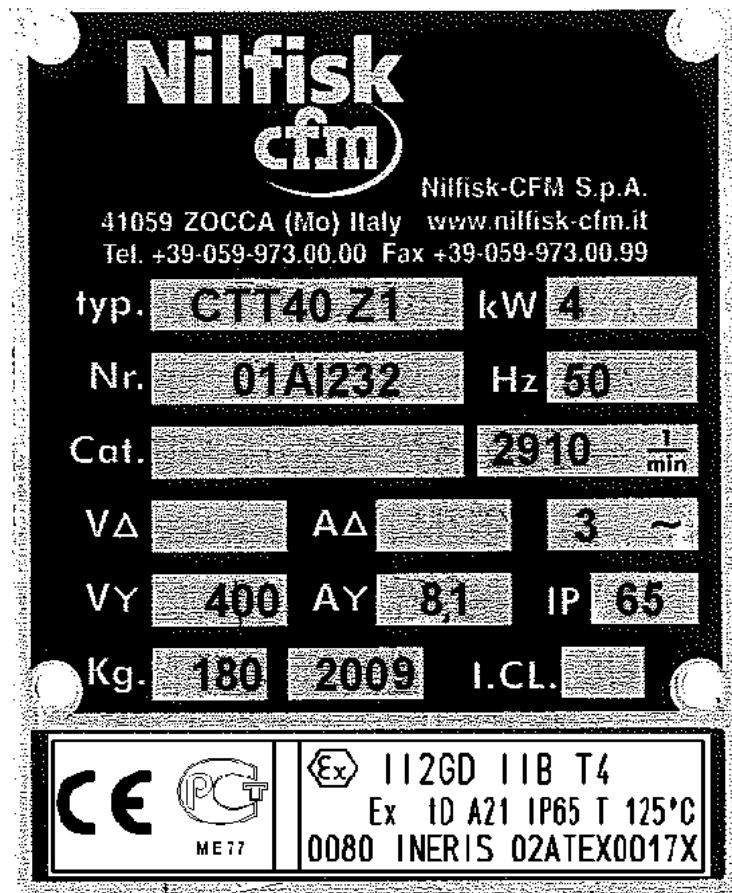 Nilfisk
cfm
Nilfisk-CFM S.p.A.
41059 ZOCCA (Mo) Italy www.nilfisk-cfm.it
Tel. +39-059-973.00.00 Fax +39-059-973.00.99
typ. CTT40 Z1 kW 4
Nr. 01AI232 Hz 50
Cat. 2910 1/min
VΔ AΔ 3 ~
VY 400 AY 8,1 IP 65
Kg. 180 2009 I.CL.
CE PCT Ex II2GD IIB T4
Ex tD A21 IP65 T 125°C
ME77 0080 INERIS 02ATEX0017X